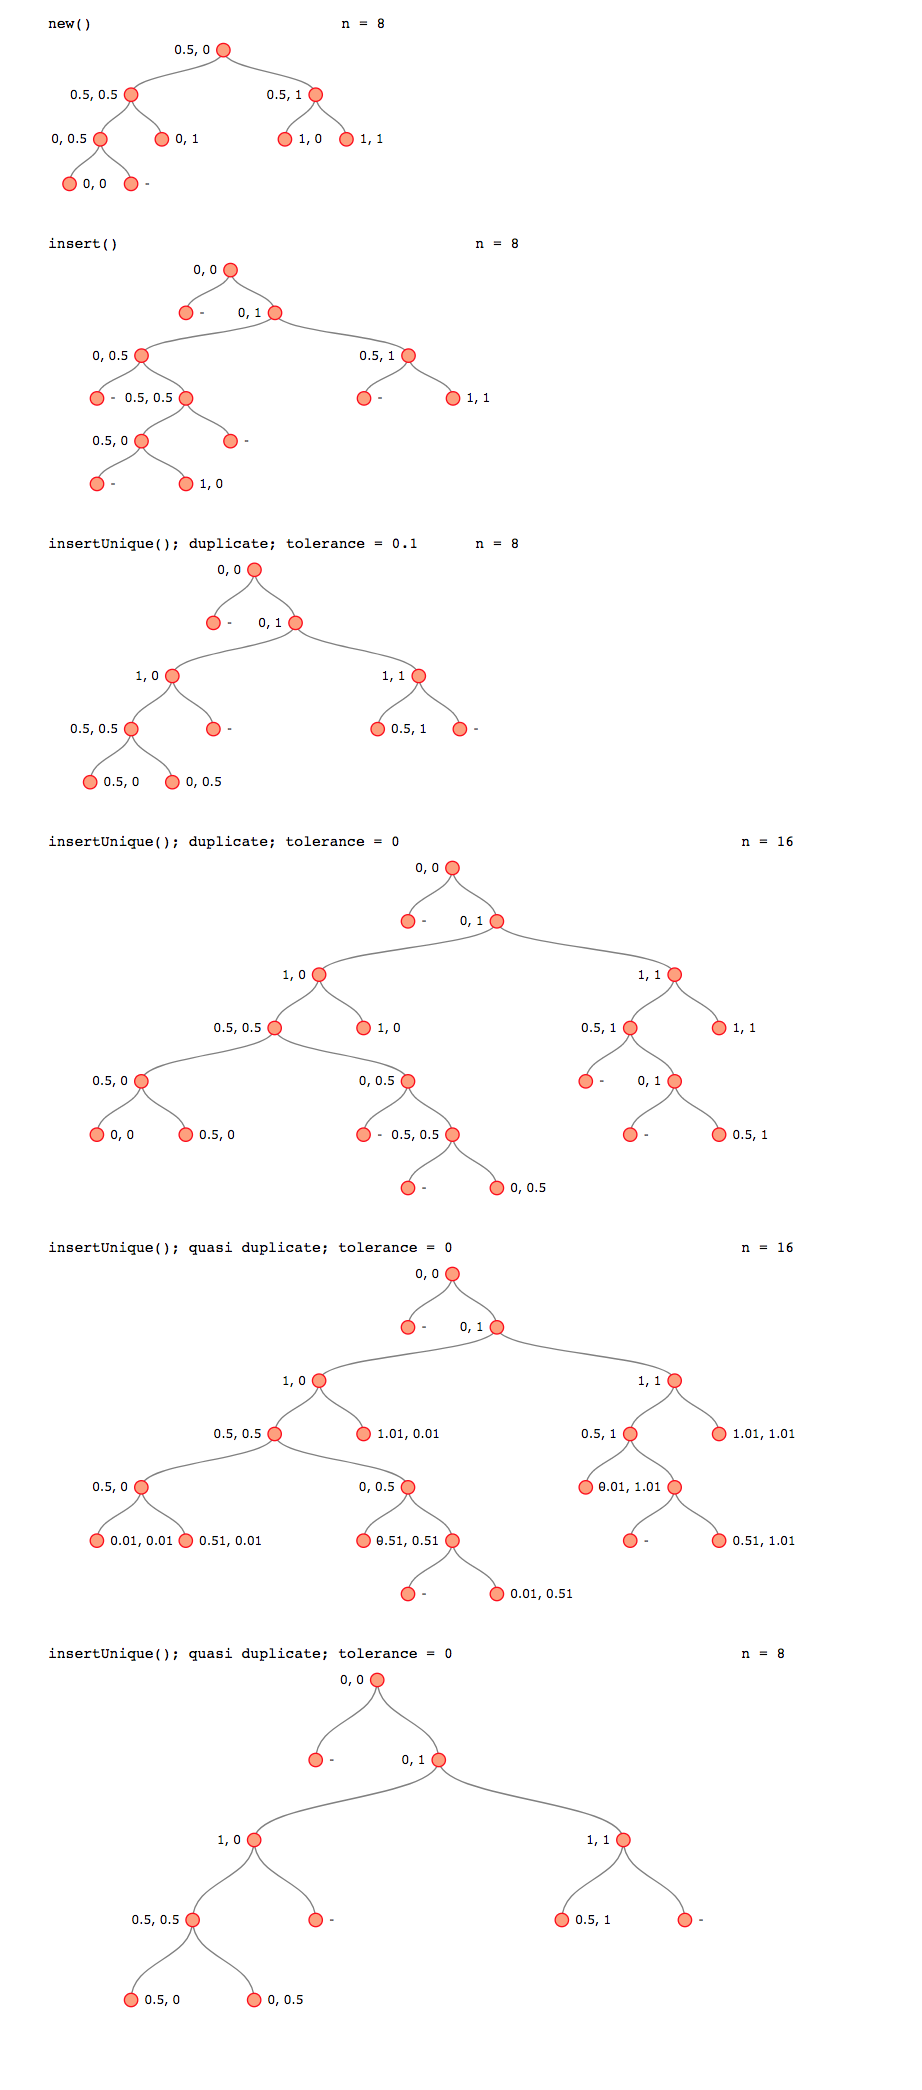 new() n = 8
0.5, 0
0.5, 0.5 0.5, 1
0, 0.5 0, 1 1, 0 1, 1
0, 0 -
insert() n = 8
0, 0
- 0, 1
0, 0.5 0.5, 1
- 0.5, 0.5 - 1, 1
0.5, 0 -
- 1, 0
insertUnique(); duplicate; tolerance = 0.1 n = 8
0, 0
- 0, 1
1, 0 1, 1
0.5, 0.5 - 0.5, 1 -
0.5, 0 0, 0.5
insertUnique(); duplicate; tolerance = 0 n = 16
0, 0
- 0, 1
1, 0 1, 1
0.5, 0.5 1, 0 0.5, 1 1, 1
0.5, 0 0, 0.5 - 0, 1
0, 0 0.5, 0 - 0.5, 0.5 - 0.5, 1
- 0, 0.5
insertUnique(); quasi duplicate; tolerance = 0 n = 16
0, 0
- 0, 1
1, 0 1, 1
0.5, 0.5 1.01, 0.01 0.5, 1 1.01, 1.01
0.5, 0 0, 0.5 - 0.01, 1.01
0.01, 0.01 0.51, 0.01 - 0.51, 0.51 - 0.51, 1.01
- 0.01, 0.51
insertUnique(); quasi duplicate; tolerance = 0 n = 8
0, 0
- 0, 1
1, 0 1, 1
0.5, 0.5 - 0.5, 1 -
0.5, 0 0, 0.5